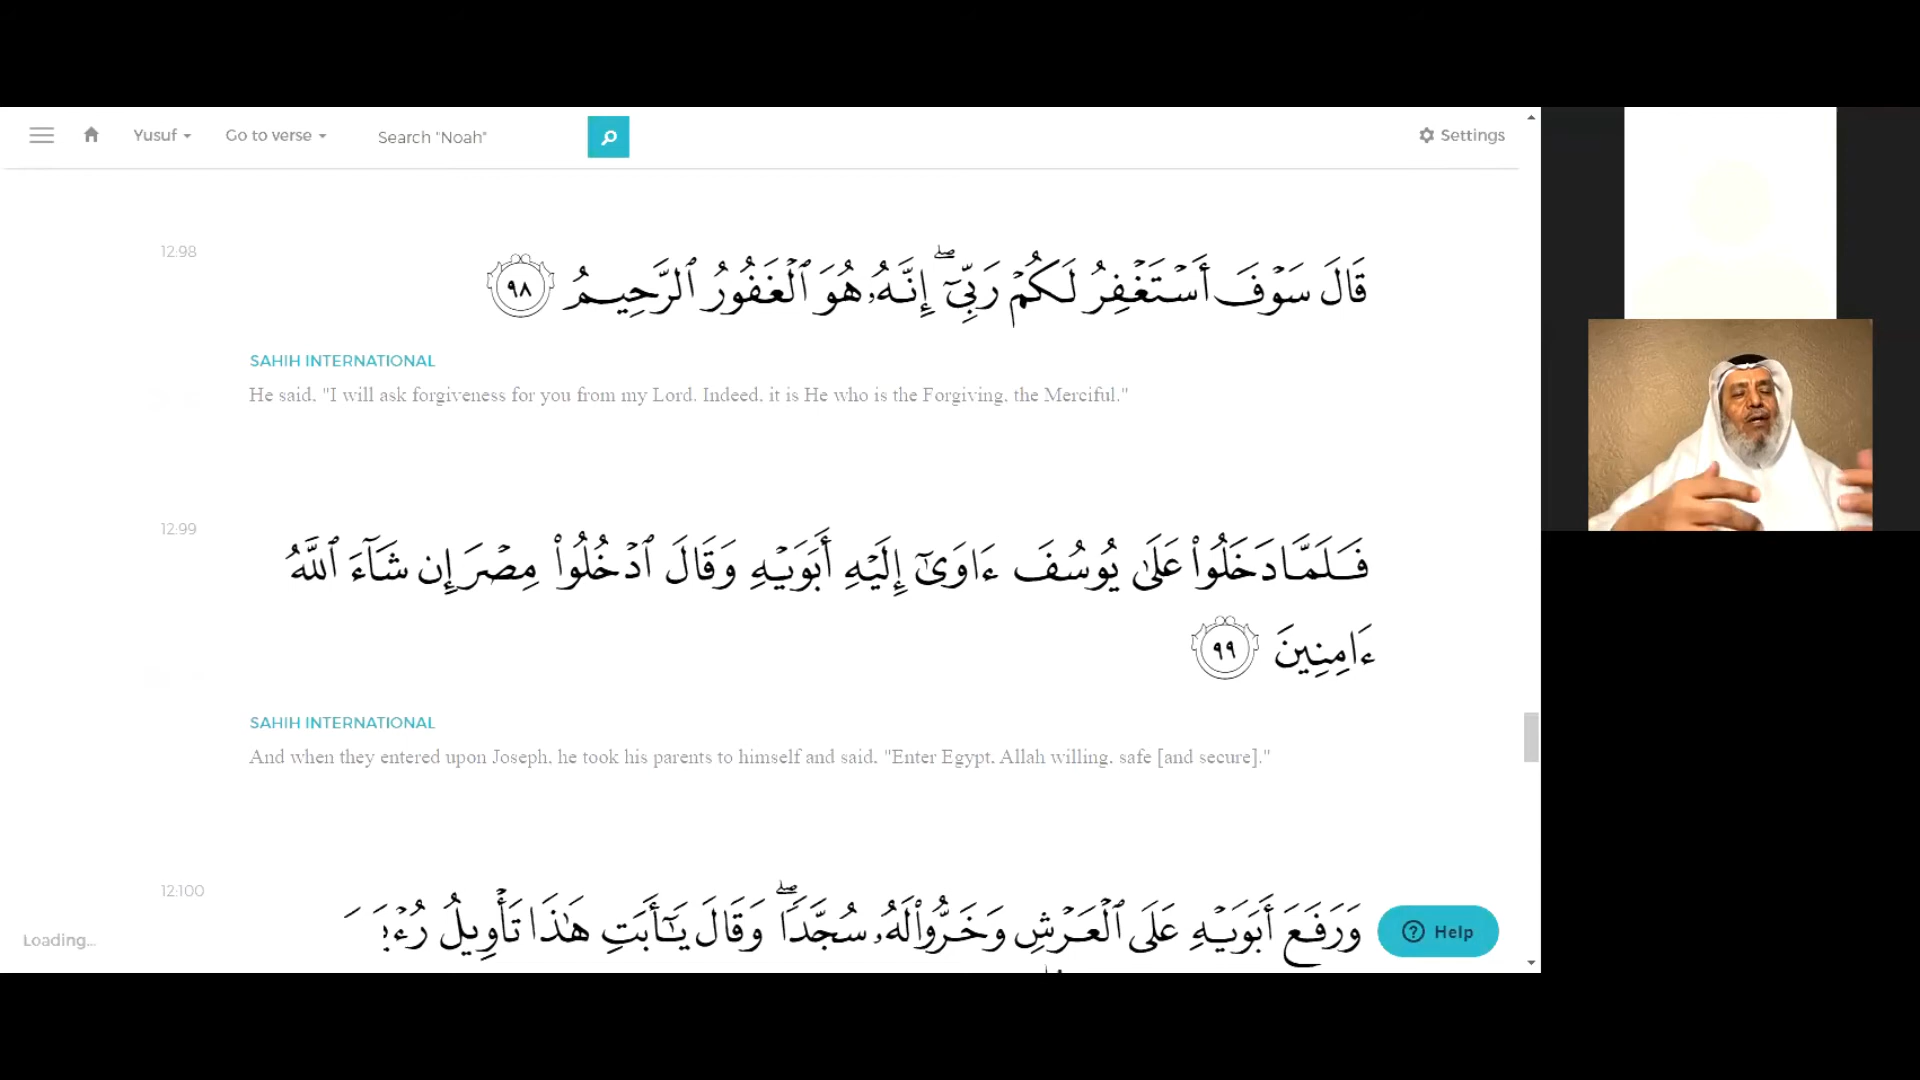 Yusuf Go to verse Search "Noah" Settings
12:98
قَالَ سَوْفَ أَسْتَغْفِرُ لَكُمْ رَبِّىٓ ۖ إِنَّهُۥ هُوَ ٱلْغَفُورُ ٱلرَّحِيمُ ٩٨
SAHIH INTERNATIONAL
He said, "I will ask forgiveness for you from my Lord. Indeed, it is He who is the Forgiving, the Merciful."
12:99
فَلَمَّا دَخَلُوا۟ عَلَىٰ يُوسُفَ ءَاوَىٰٓ إِلَيْهِ أَبَوَيْهِ وَقَالَ ٱدْخُلُوا۟ مِصْرَ إِن شَآءَ ٱللَّهُ
ءَامِنِينَ ٩٩
SAHIH INTERNATIONAL
And when they entered upon Joseph, he took his parents to himself and said, "Enter Egypt, Allah willing, safe [and secure]."
12:100
وَرَفَعَ أَبَوَيْهِ عَلَى ٱلْعَرْشِ وَخَرُّوا۟ لَهُۥ سُجَّدًا ۖ وَقَالَ يَٰٓأَبَتِ هَٰذَا تَأْوِيلُ
Loading...
Help